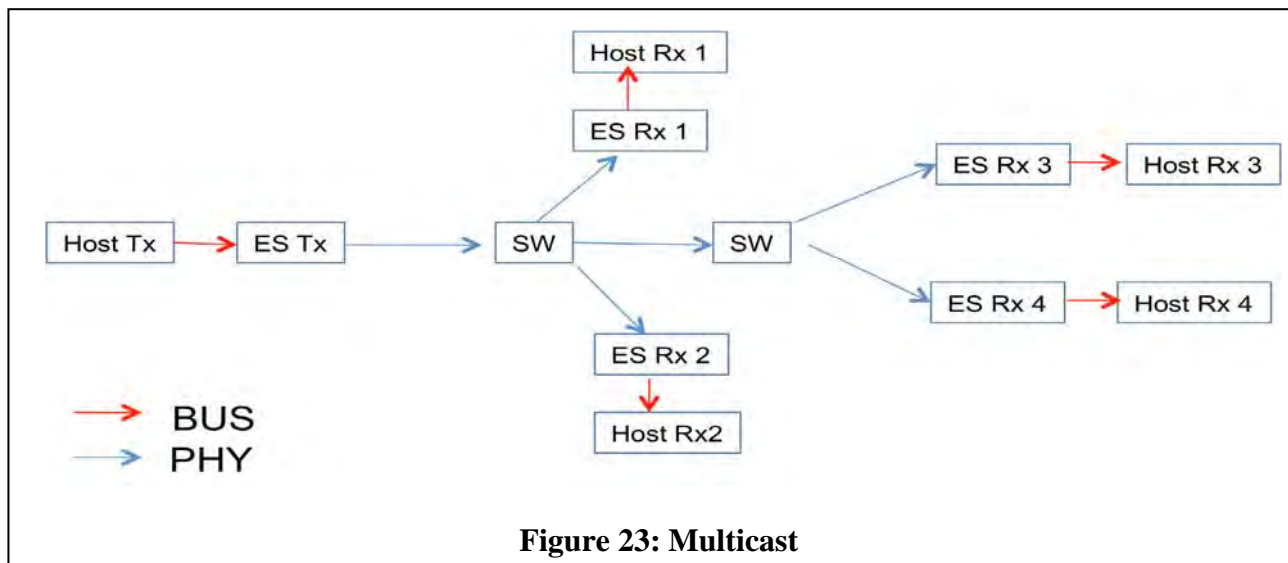 Host Rx 1
ES Rx 1
ES Rx 3
Host Rx 3
Host Tx
ES Tx
SW
SW
ES Rx 4
Host Rx 4
ES Rx 2
Host Rx2
BUS
PHY
Figure 23: Multicast